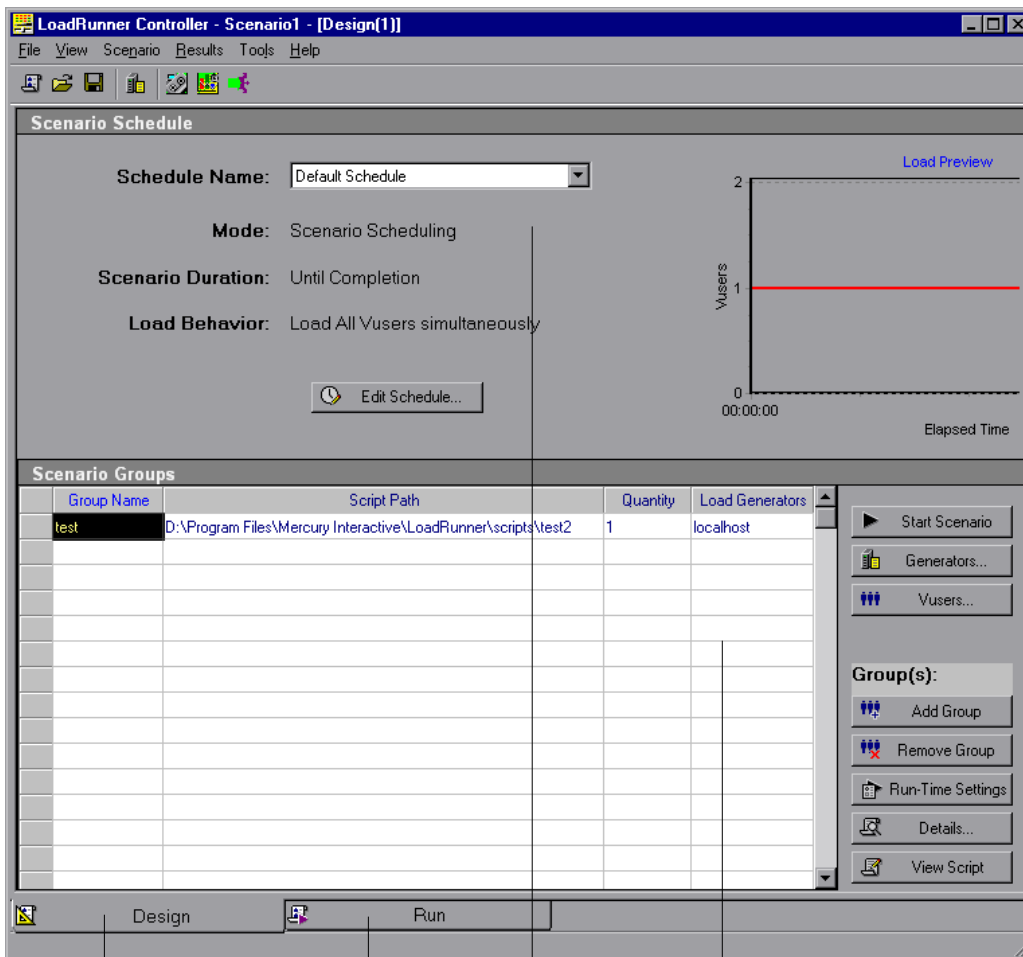 LoadRunner Controller - Scenario1 - [Design(1)]
File View Scenario Results Tools Help
Scenario Schedule
Schedule Name: Default Schedule
Mode: Scenario Scheduling
Scenario Duration: Until Completion
Load Behavior: Load All Vusers simultaneously
Edit Schedule...
Load Preview
2
Vusers
1
0
00:00:00
Elapsed Time
Scenario Groups
Group Name Script Path Quantity Load Generators
test D:\Program Files\Mercury Interactive\LoadRunner\scripts\test2 1 localhost
Start Scenario
Generators...
Vusers...
Group(s):
Add Group
Remove Group
Run-Time Settings
Details...
View Script
Design Run